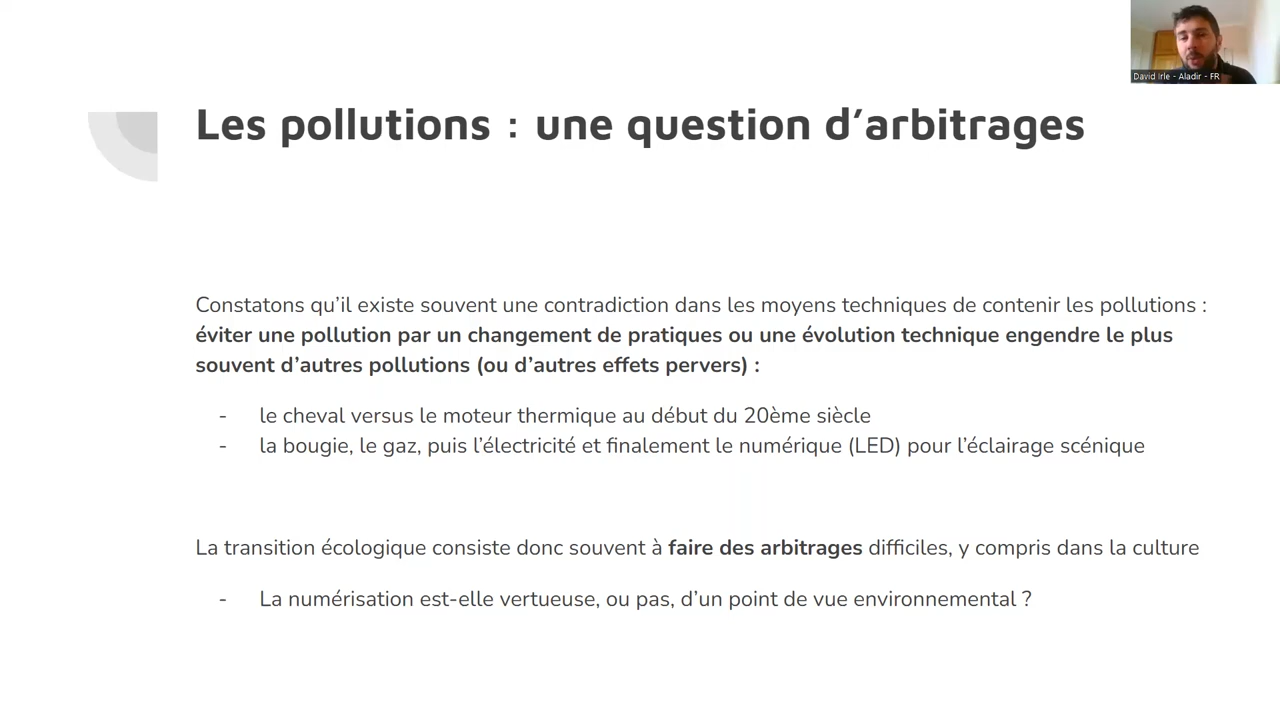 David Irle - Aladir - FR
Les pollutions : une question d’arbitrages
Constatons qu’il existe souvent une contradiction dans les moyens techniques de contenir les pollutions :
éviter une pollution par un changement de pratiques ou une évolution technique engendre le plus
souvent d’autres pollutions (ou d’autres effets pervers) :
- le cheval versus le moteur thermique au début du 20ème siècle
- la bougie, le gaz, puis l’électricité et finalement le numérique (LED) pour l’éclairage scénique
La transition écologique consiste donc souvent à faire des arbitrages difficiles, y compris dans la culture
- La numérisation est-elle vertueuse, ou pas, d’un point de vue environnemental ?